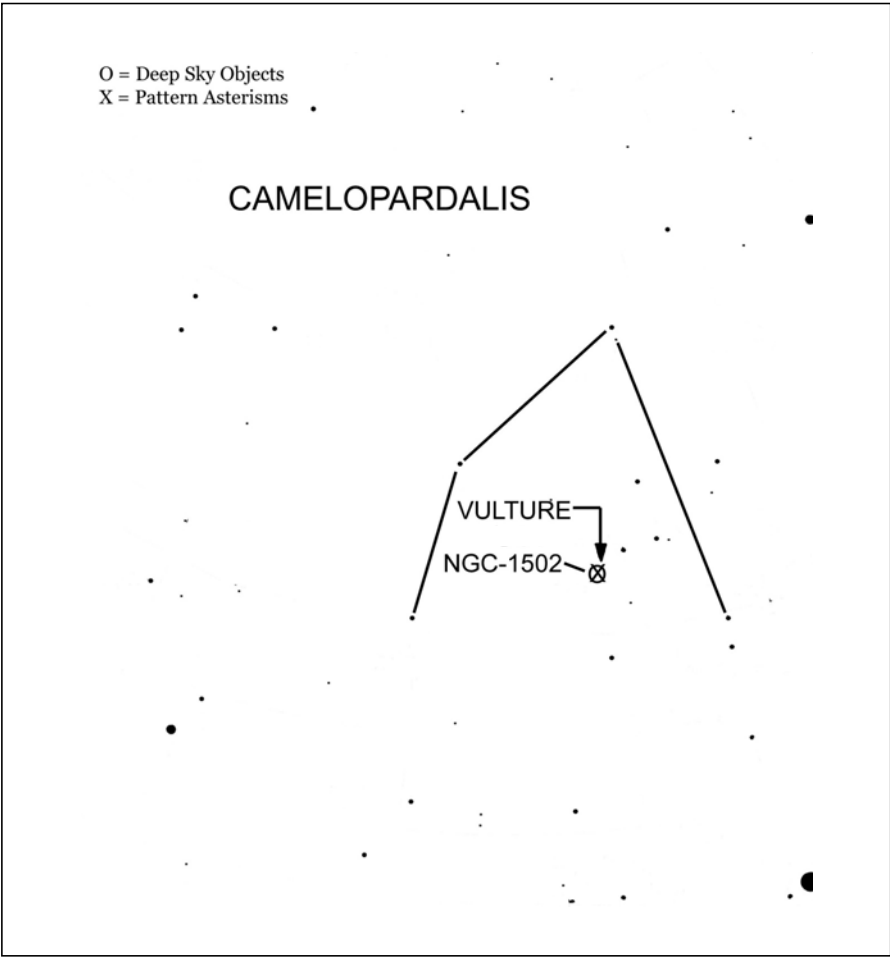 O = Deep Sky Objects
X = Pattern Asterisms
CAMELOPARDALIS
VULTURE
NGC-1502